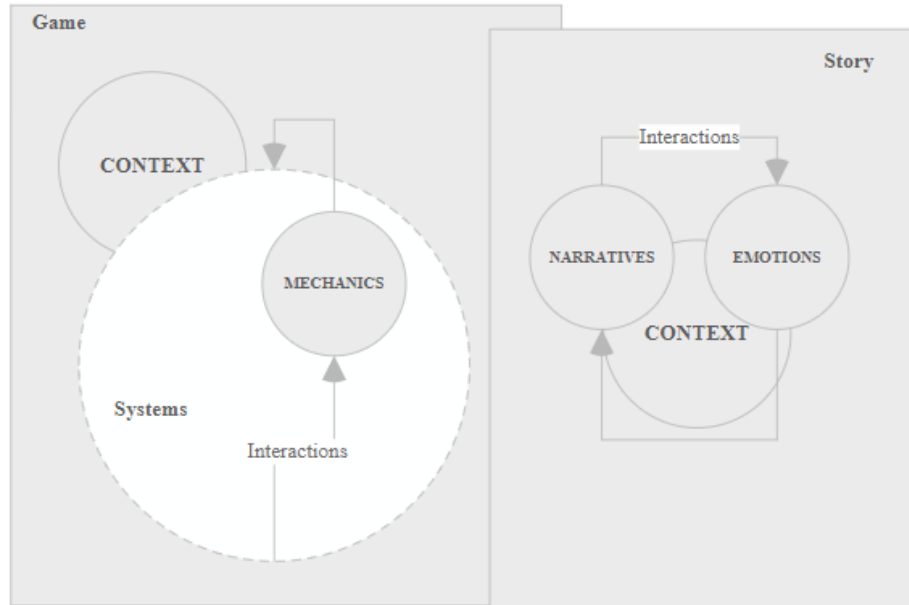 Game
Story
Interactions
CONTEXT
NARRATIVES
EMOTIONS
MECHANICS
CONTEXT
Systems
Interactions